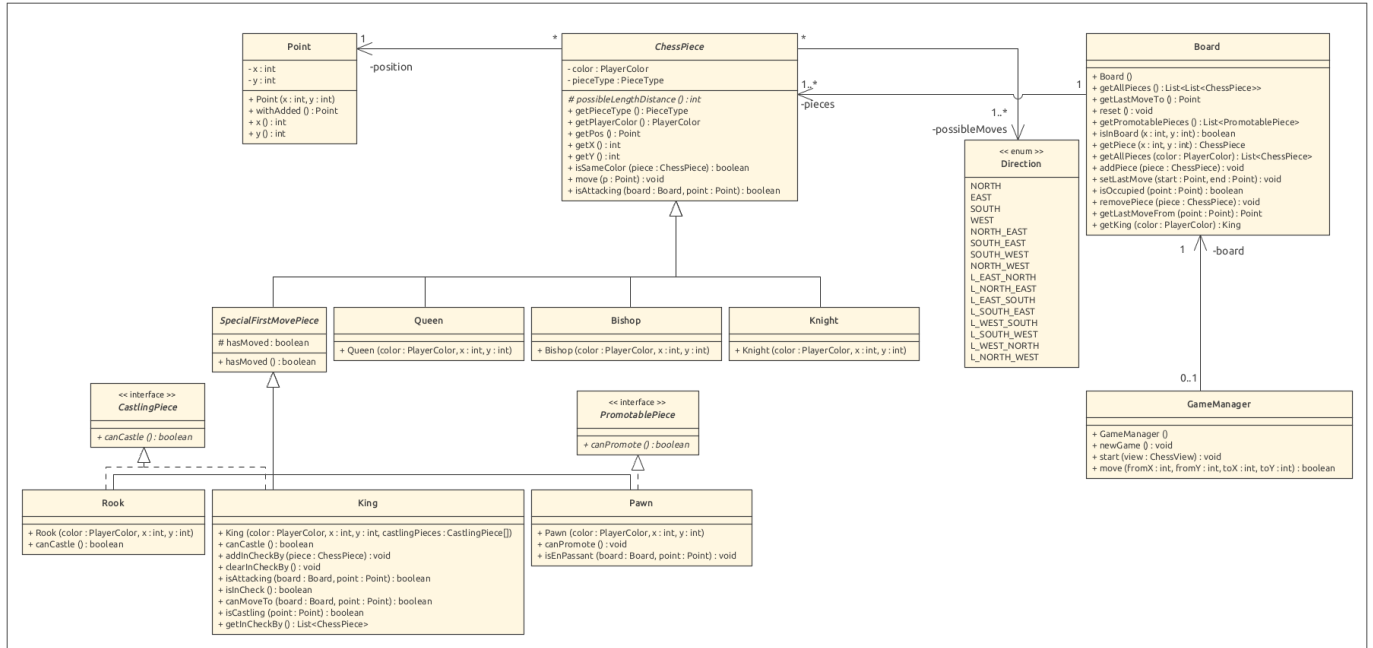 Point
- x : int
- y : int
+ Point (x : int, y : int)
+ withAdded () : Point
+ x () : int
+ y () : int
1
-position
*
ChessPiece
- color : PlayerColor
- pieceType : PieceType
# possibleLengthDistance () : int
+ getPieceType () : PieceType
+ getPlayerColor () : PlayerColor
+ getPos () : Point
+ getX () : int
+ getY () : int
+ isSameColor (piece : ChessPiece) : boolean
+ move (p : Point) : void
+ isAttacking (board : Board, point : Point) : boolean
*
1..*
-pieces
1
1..*
-possibleMoves
<< enum >>
Direction
NORTH
EAST
SOUTH
WEST
NORTH_EAST
SOUTH_EAST
SOUTH_WEST
NORTH_WEST
L_EAST_NORTH
L_NORTH_EAST
L_EAST_SOUTH
L_SOUTH_EAST
L_WEST_SOUTH
L_SOUTH_WEST
L_WEST_NORTH
L_NORTH_WEST
Board
+ Board ()
+ getAllPieces () : List<List<ChessPiece>>
+ getLastMoveTo () : Point
+ reset () : void
+ getPromotablePieces () : List<PromotablePiece>
+ isInBoard (x : int, y : int) : boolean
+ getPiece (x : int, y : int) : ChessPiece
+ getAllPieces (color : PlayerColor) : List<ChessPiece>
+ addPiece (piece : ChessPiece) : void
+ setLastMove (start : Point, end : Point) : void
+ isOccupied (point : Point) : boolean
+ removePiece (piece : ChessPiece) : void
+ getLastMoveFrom (point : Point) : Point
+ getKing (color : PlayerColor) : King
1
-board
0..1
GameManager
+ GameManager ()
+ newGame () : void
+ start (view : ChessView) : void
+ move (fromX : int, fromY : int, toX : int, toY : int) : boolean
SpecialFirstMovePiece
# hasMoved : boolean
+ hasMoved () : boolean
Queen
+ Queen (color : PlayerColor, x : int, y : int)
Bishop
+ Bishop (color : PlayerColor, x : int, y : int)
Knight
+ Knight (color : PlayerColor, x : int, y : int)
<< interface >>
CastlingPiece
+ canCastle () : boolean
<< interface >>
PromotablePiece
+ canPromote () : boolean
Rook
+ Rook (color : PlayerColor, x : int, y : int)
+ canCastle () : boolean
King
+ King (color : PlayerColor, x : int, y : int, castlingPieces : CastlingPiece[])
+ canCastle () : boolean
+ addInCheckBy (piece : ChessPiece) : void
+ clearInCheckBy () : void
+ isAttacking (board : Board, point : Point) : boolean
+ isInCheck () : boolean
+ canMoveTo (board : Board, point : Point) : boolean
+ isCastling (point : Point) : boolean
+ getInCheckBy () : List<ChessPiece>
Pawn
+ Pawn (color : PlayerColor, x : int, y : int)
+ canPromote () : void
+ isEnPassant (board : Board, point : Point) : void